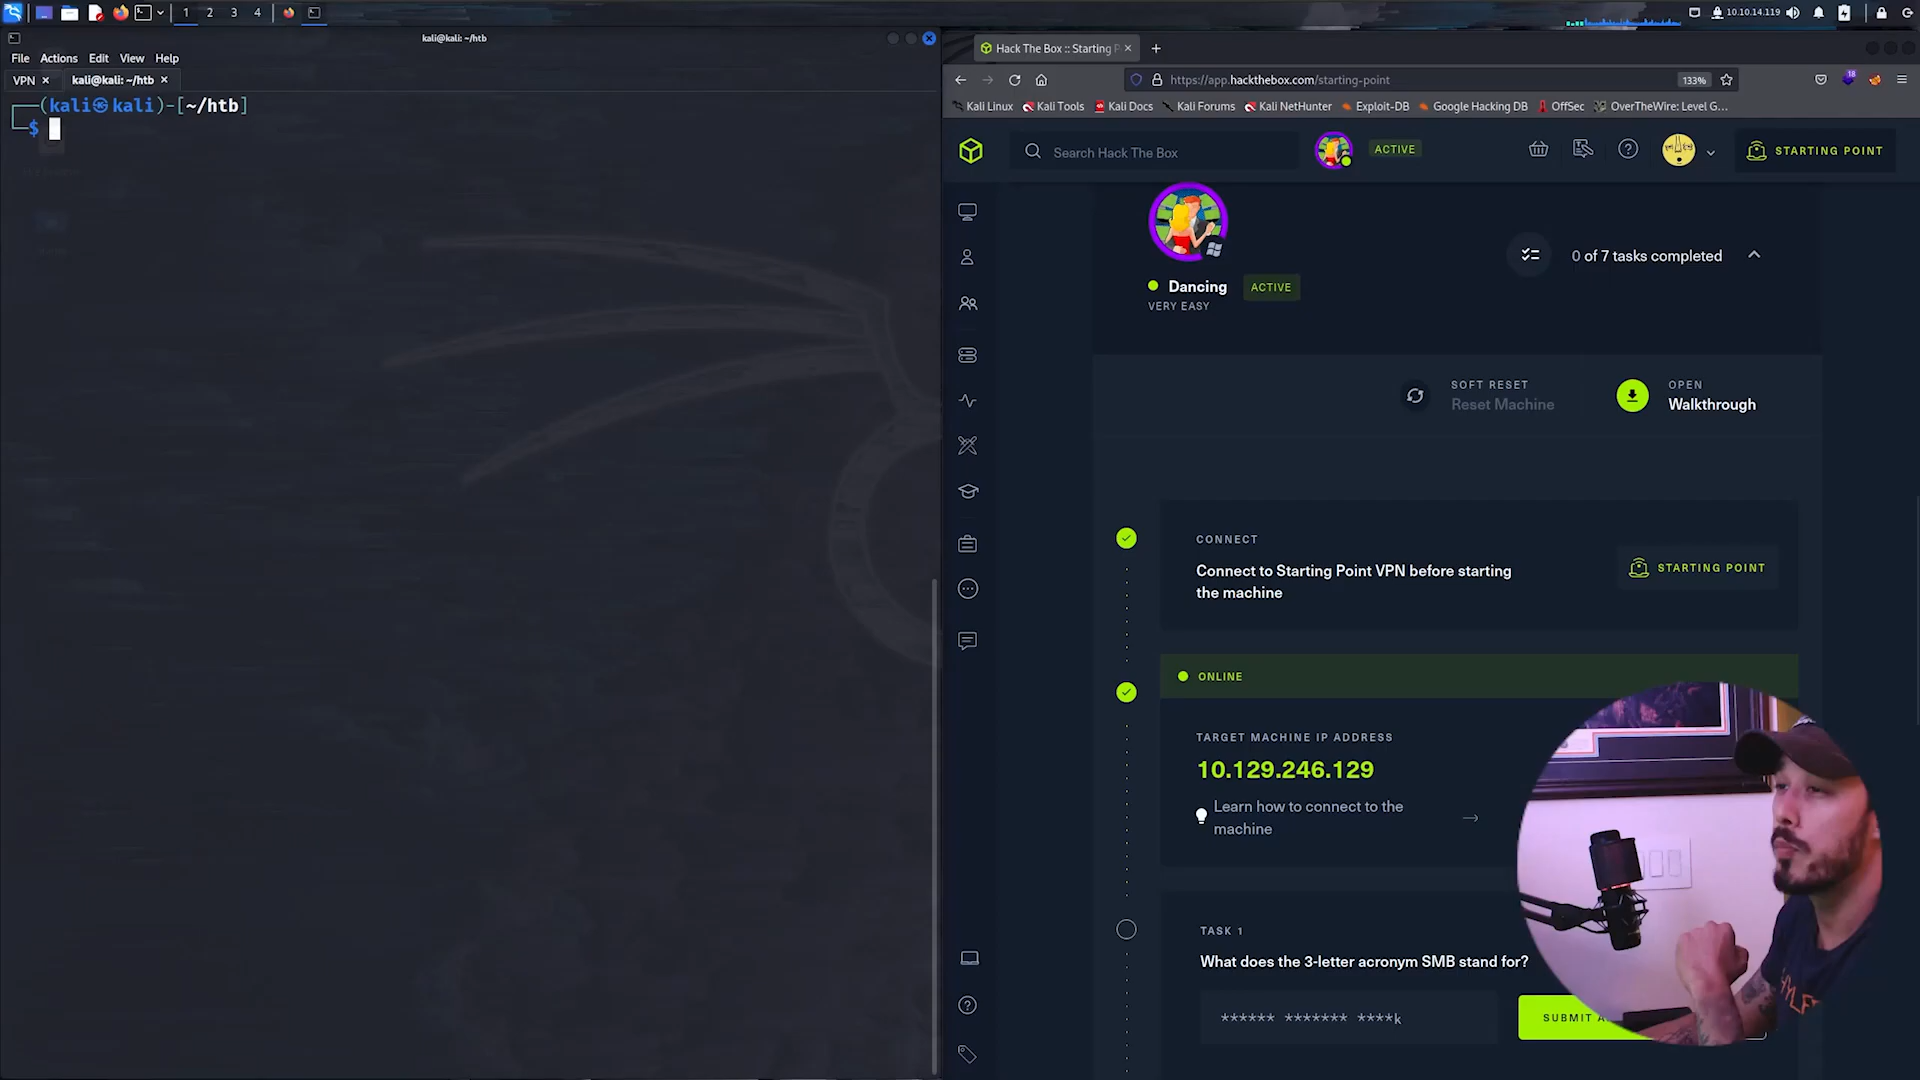 1 2 3 4
10.10.14.119
kali@kali: ~/htb
File Actions Edit View Help
VPN × kali@kali: ~/htb ×
┌──(kali㉿kali)-[~/htb]
└─$
Hack The Box :: Starting P ×
https://app.hackthebox.com/starting-point
133%
18
Kali Linux Kali Tools Kali Docs Kali Forums Kali NetHunter Exploit-DB Google Hacking DB OffSec OverTheWire: Level G…
Search Hack The Box
ACTIVE
STARTING POINT
0 of 7 tasks completed
Dancing
ACTIVE
VERY EASY
SOFT RESET
Reset Machine
OPEN
Walkthrough
CONNECT
Connect to Starting Point VPN before starting
the machine
STARTING POINT
ONLINE
TARGET MACHINE IP ADDRESS
10.129.246.129
Learn how to connect to the
machine
TASK 1
What does the 3-letter acronym SMB stand for?
****** ******* ****k
SUBMIT A